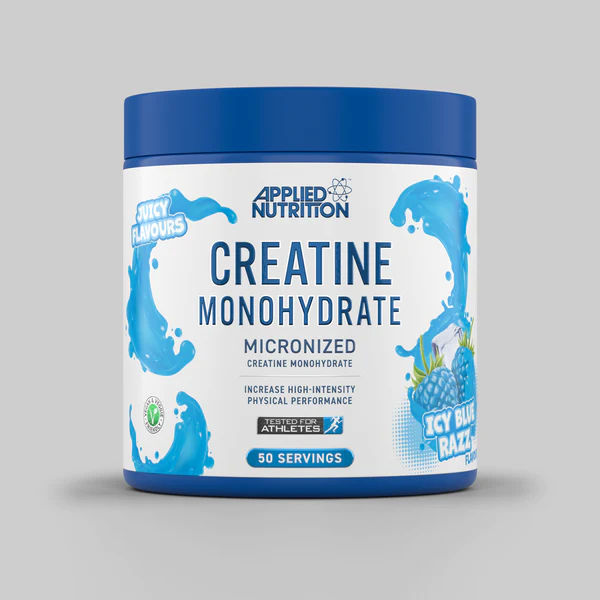 APPLIED
NUTRITION
JUICY
FLAVOURS
CREATINE
MONOHYDRATE
MICRONIZED
CREATINE MONOHYDRATE
INCREASE HIGH-INTENSITY
PHYSICAL PERFORMANCE
TESTED FOR
ATHLETES
50 SERVINGS
ICY BLUE
RAZZ